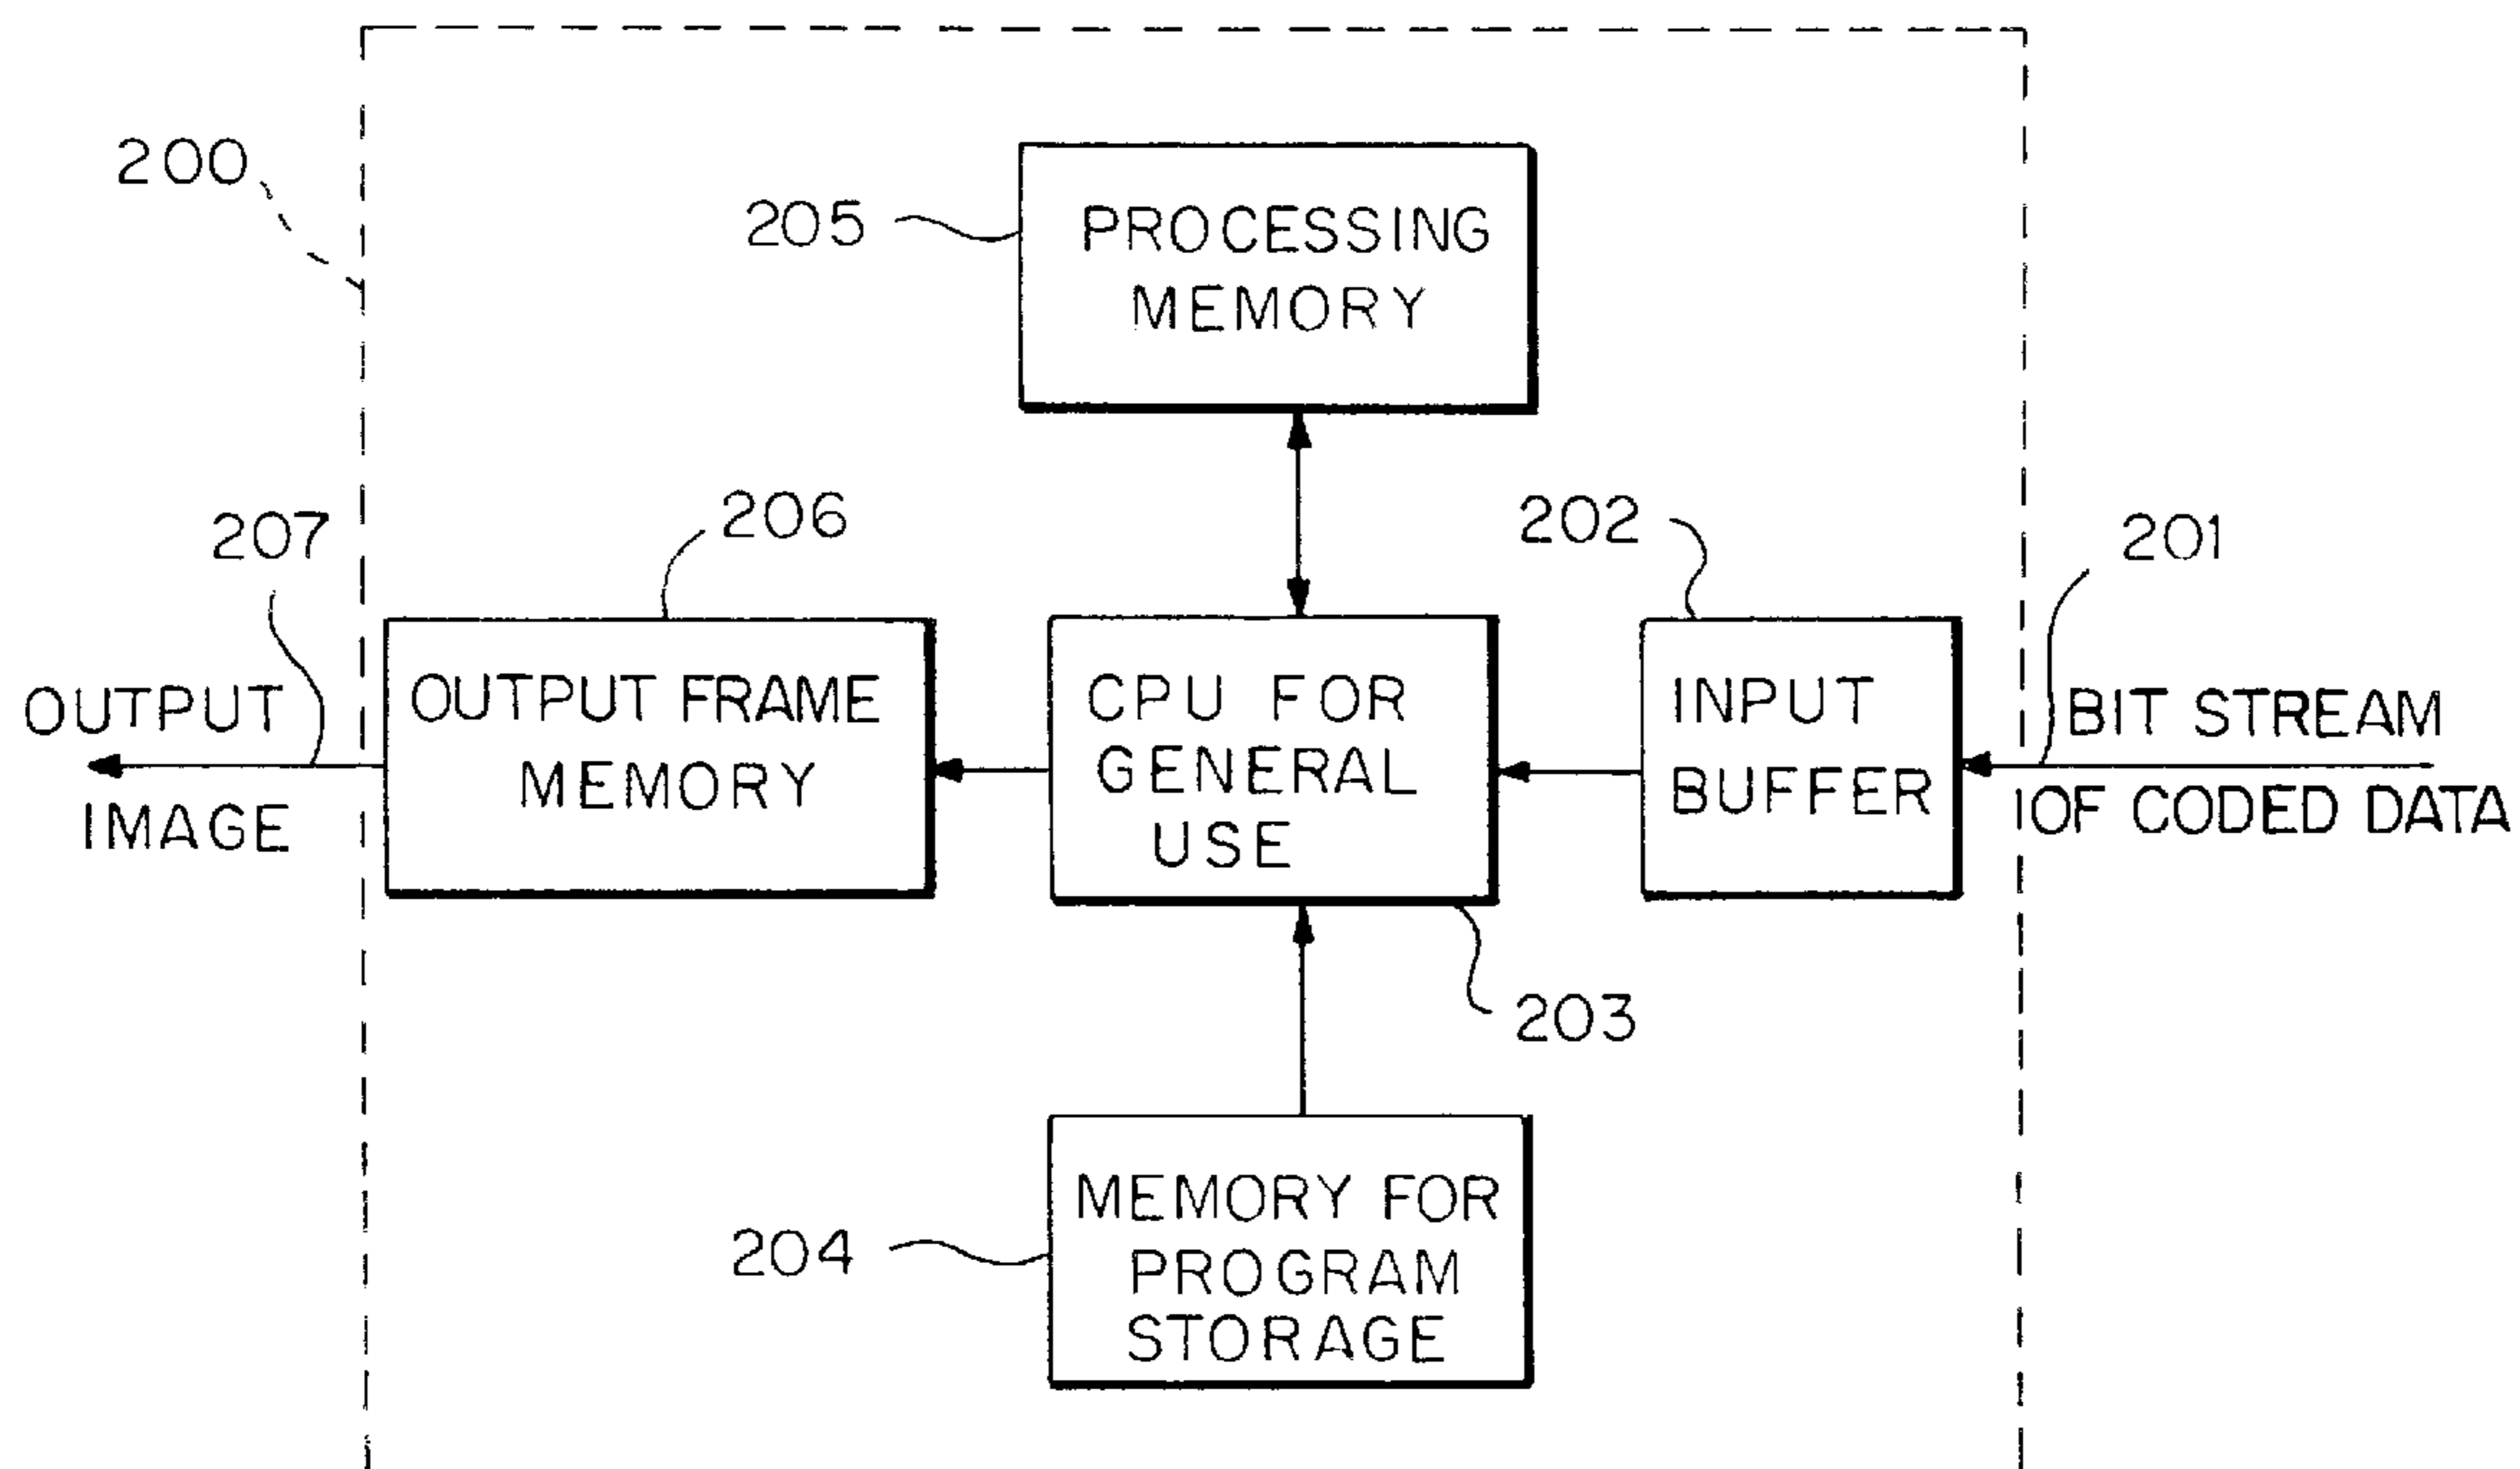 200
205
PROCESSING
MEMORY
207
206
202
201
OUTPUT
IMAGE
OUTPUT FRAME
MEMORY
CPU FOR
GENERAL
USE
INPUT
BUFFER
BIT STREAM
OF CODED DATA
203
204
MEMORY FOR
PROGRAM
STORAGE